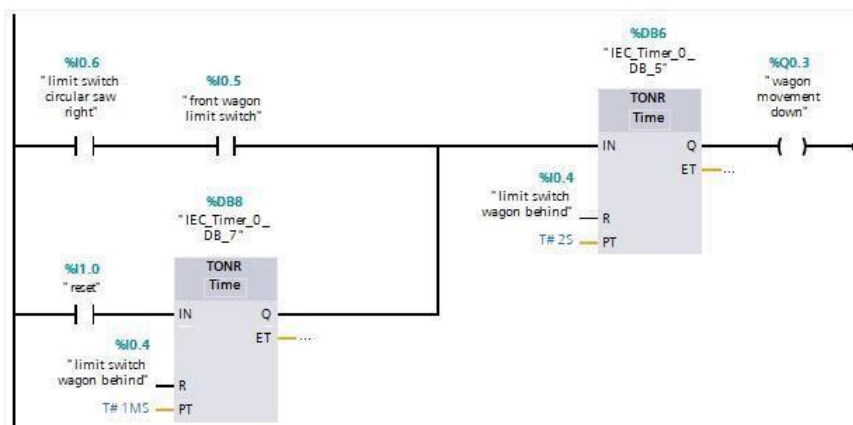 %DB6
"IEC_Timer_0_
DB_5"
%Q0.3
"wagon
movement
down"
%I0.6
"limit switch
circular saw
right"
%I0.5
"front wagon
limit switch"
TONR
Time
IN
Q
ET
...
%I0.4
"limit switch
wagon behind"
R
T# 2S
PT
%DB8
"IEC_Timer_0_
DB_7"
TONR
Time
%I1.0
"reset"
IN
Q
ET
...
%I0.4
"limit switch
wagon behind"
R
T# 1MS
PT